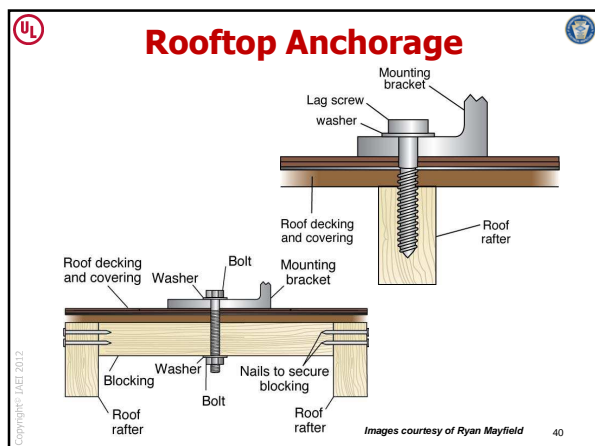 UL
Rooftop Anchorage
Mounting
bracket
Lag screw
washer
Roof decking
and covering
Roof
rafter
Roof decking
and covering
Washer
Bolt
Mounting
bracket
Blocking
Washer
Bolt
Nails to secure
blocking
Roof
rafter
Roof
rafter
Copyright© IAEI 2012
Images courtesy of Ryan Mayfield
40